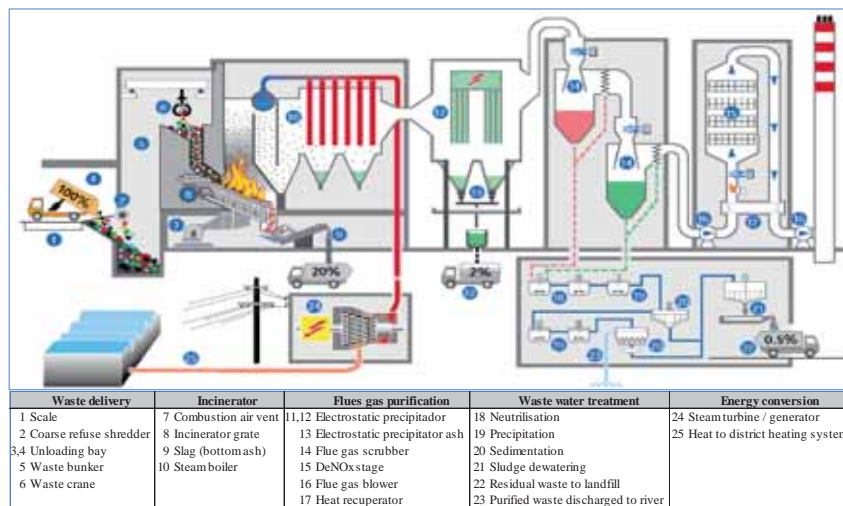 100%
20%
2%
0.5%
Waste delivery
1 Scale
2 Coarse refuse shredder
3,4 Unloading bay
5 Waste bunker
6 Waste crane
Incinerator
7 Combustion air vent
8 Incinerator grate
9 Slag (bottom ash)
10 Steam boiler
Flues gas purification
11,12 Electrostatic precipitador
13 Electrostatic precipitator ash
14 Flue gas scrubber
15 DeNOx stage
16 Flue gas blower
17 Heat recuperator
Waste water treatment
18 Neutrilisation
19 Precipitation
20 Sedimentation
21 Sludge dewatering
22 Residual waste to landfill
23 Purified waste discharged to river
Energy conversion
24 Steam turbine / generator
25 Heat to district heating system